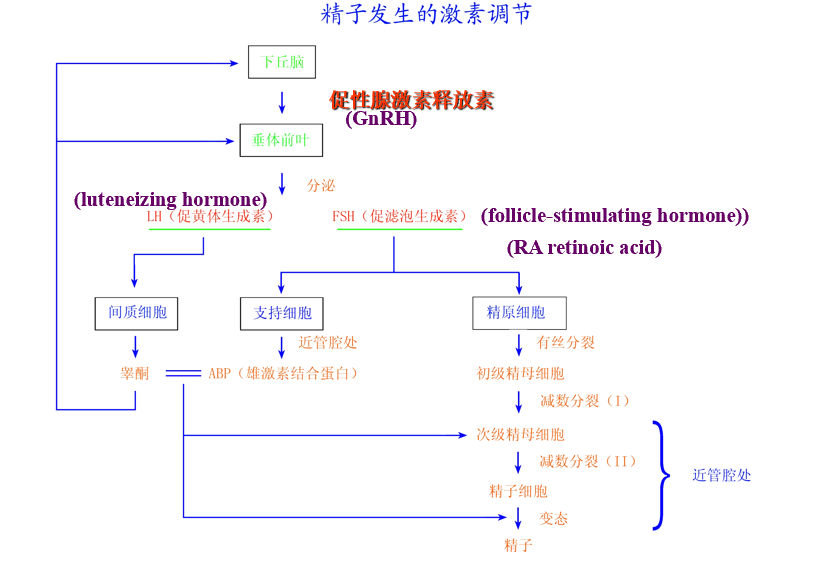 精子发生的激素调节
下丘脑
促性腺激素释放素
(GnRH)
垂体前叶
分泌
(luteneizing hormone)
LH（促黄体生成素）
FSH（促滤泡生成素）
(follicle-stimulating hormone))
(RA retinoic acid)
间质细胞
支持细胞
精原细胞
近管腔处
有丝分裂
睾酮
ABP（雄激素结合蛋白）
初级精母细胞
减数分裂（I）
次级精母细胞
减数分裂（II）
近管腔处
精子细胞
变态
精子